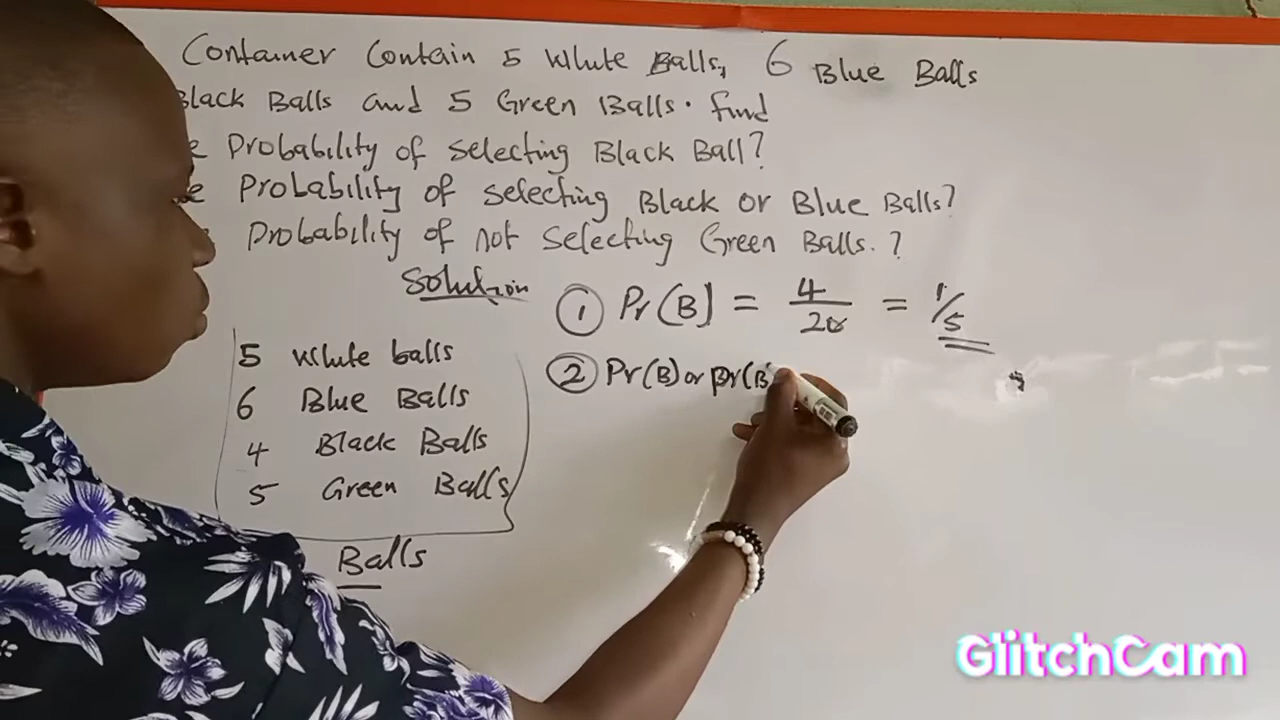 Container Contain 5 White Balls, 6 Blue Balls
Black Balls and 5 Green Balls. find
Probability of Selecting Black Ball?
Probability of Selecting Black or Blue Balls?
Probability of not Selecting Green Balls.?
Solution
5 White balls
6 Blue Balls
4 Black Balls
5 Green Balls
Balls
① Pr(B) = 4/20 = 1/5
② Pr(B) or Pr(B)
GlitchCam